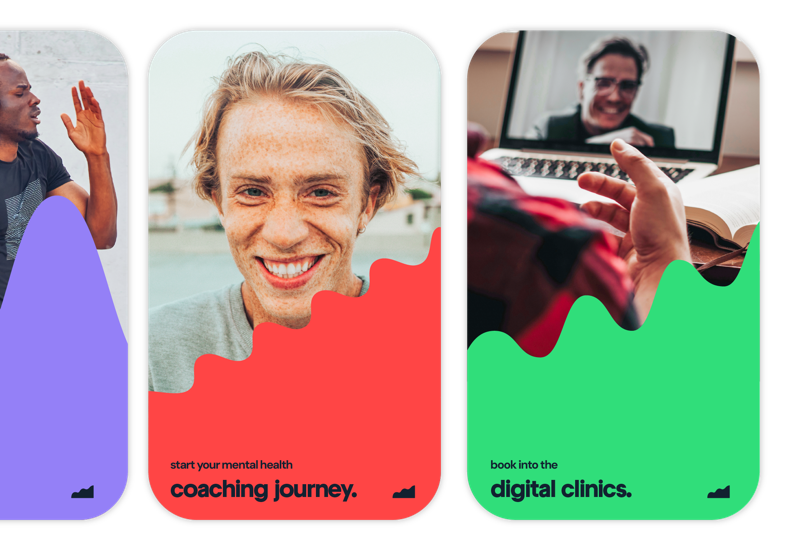 start your mental health
coaching journey.
book into the
digital clinics.